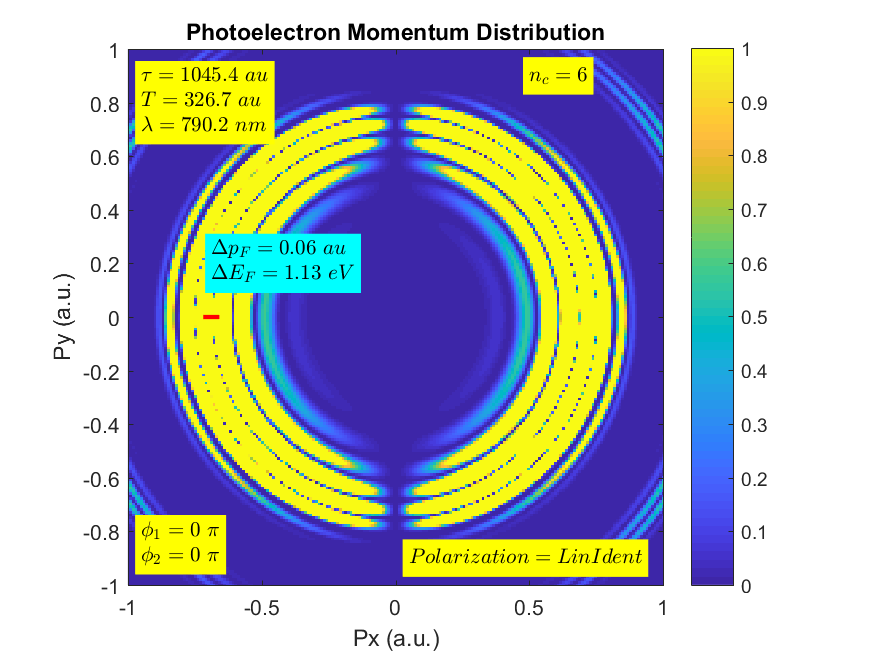 Photoelectron Momentum Distribution
τ = 1045.4 au
T = 326.7 au
λ = 790.2 nm
n_c = 6
Δp_F = 0.06 au
ΔE_F = 1.13 eV
ϕ_1 = 0 π
ϕ_2 = 0 π
Polarization = LinIdent
Py (a.u.)
1
0.8
0.6
0.4
0.2
0
-0.2
-0.4
-0.6
-0.8
-1
-1
-0.5
0
0.5
1
Px (a.u.)
1
0.9
0.8
0.7
0.6
0.5
0.4
0.3
0.2
0.1
0